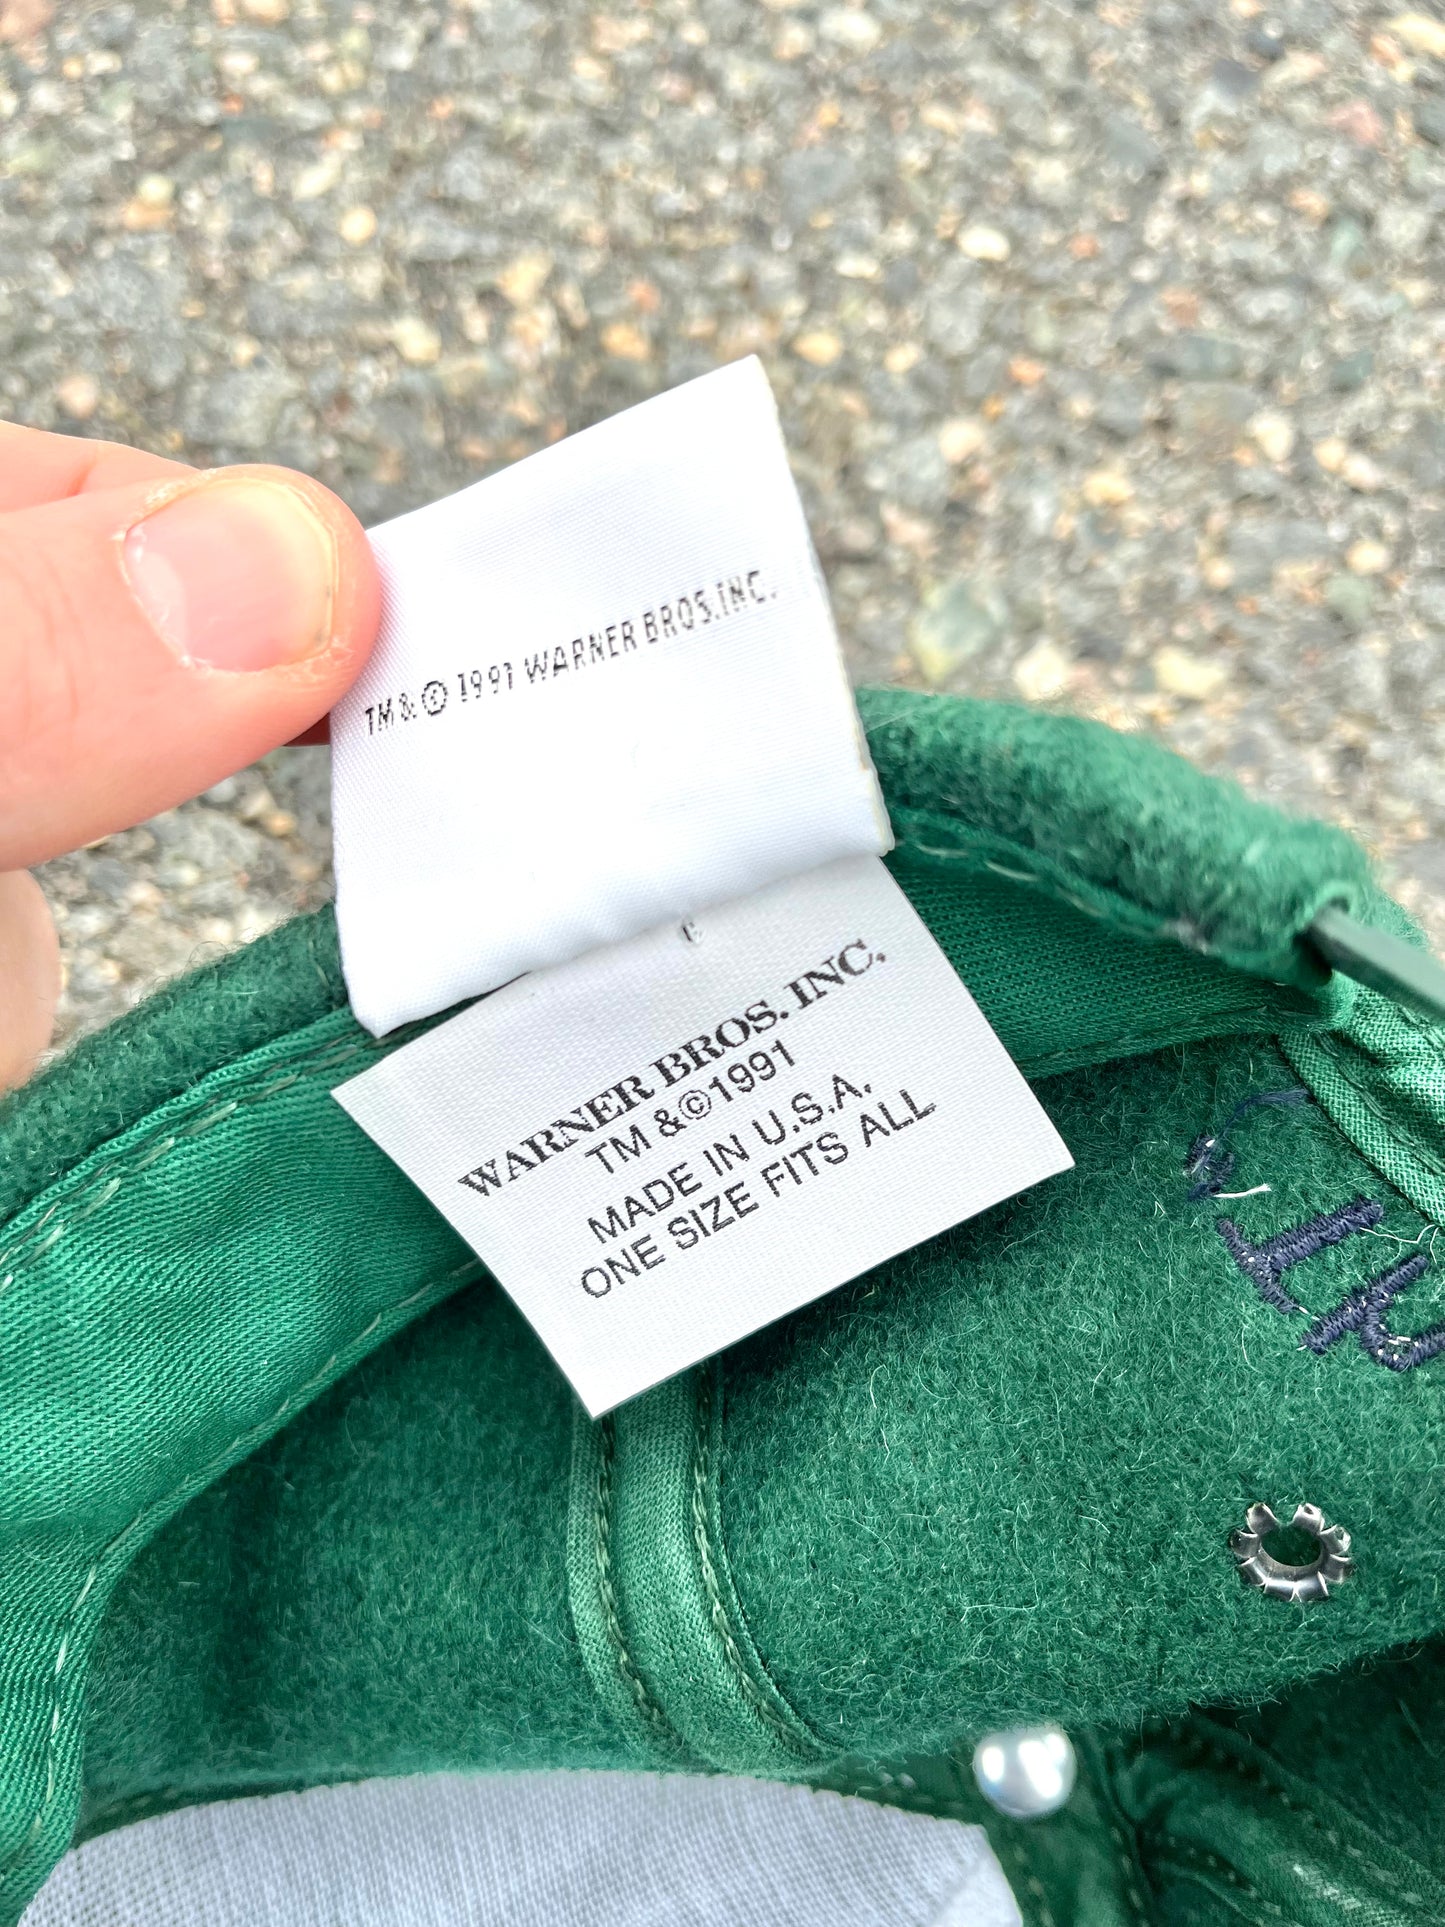 TM & © 1991 WARNER BROS.INC.
WARNER BROS. INC.
TM & © 1991
MADE IN U.S.A.
ONE SIZE FITS ALL